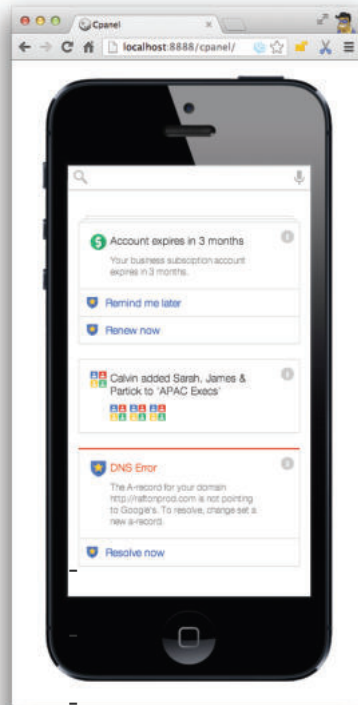 Cpanel
localhost:8888/cpanel/
Account expires in 3 months
Your business subsciption account
expires in 3 months.
Remind me later
Renew now
Calvin added Sarah, James &
Partick to 'APAC Execs'
DNS Error
The A-record for your domain
http://raftonprod.com is not pointing
to Google's. To resolve, change set a
new a-record.
Resolve now